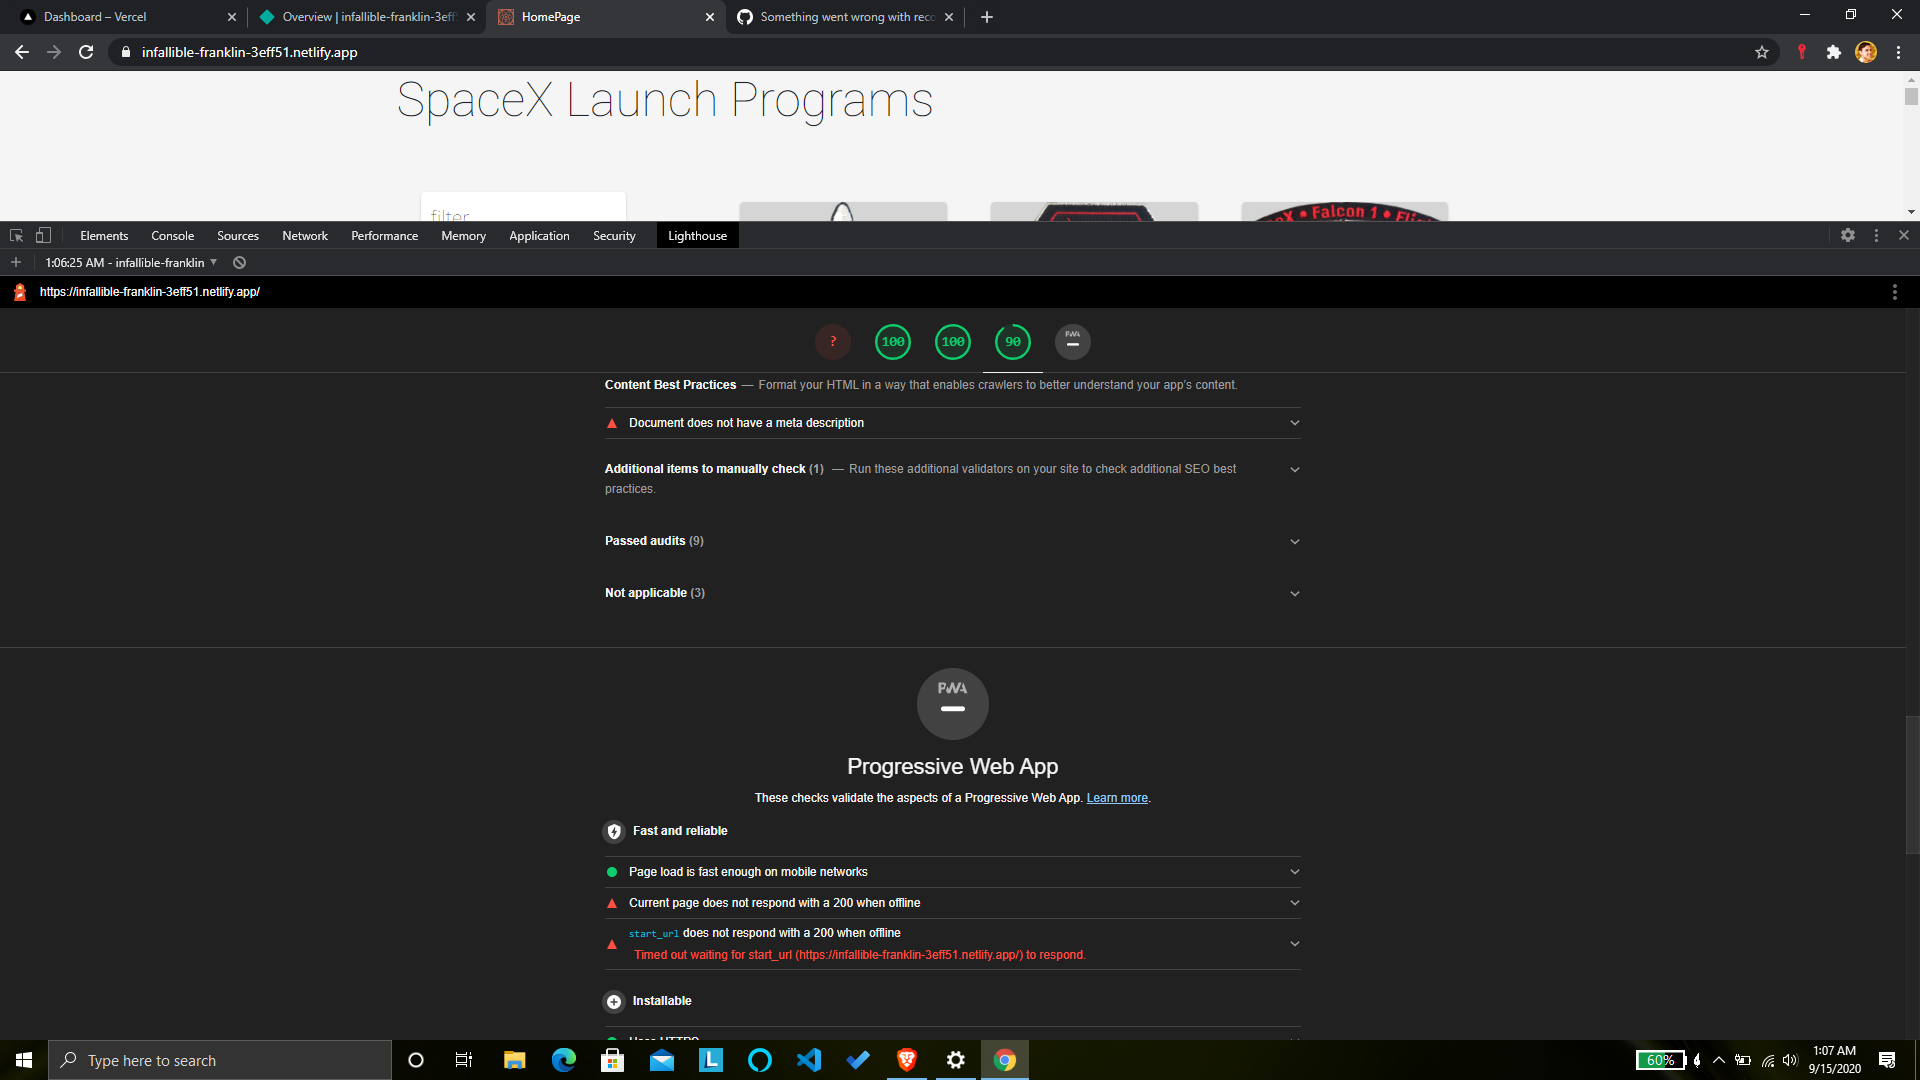 Dashboard – Vercel
Overview | infallible-franklin-3eff5
HomePage
Something went wrong with reco
infallible-franklin-3eff51.netlify.app
SpaceX Launch Programs
filter
Falcon 1
Elements Console Sources Network Performance Memory Application Security Lighthouse
1:06:25 AM - infallible-franklin
https://infallible-franklin-3eff51.netlify.app/
? 100 100 90 PWA
Content Best Practices — Format your HTML in a way that enables crawlers to better understand your app's content.
Document does not have a meta description
Additional items to manually check (1) — Run these additional validators on your site to check additional SEO best
practices.
Passed audits (9)
Not applicable (3)
PWA
Progressive Web App
These checks validate the aspects of a Progressive Web App. Learn more.
Fast and reliable
Page load is fast enough on mobile networks
Current page does not respond with a 200 when offline
start_url does not respond with a 200 when offline
Timed out waiting for start_url (https://infallible-franklin-3eff51.netlify.app/) to respond.
Installable
Uses HTTPS
Type here to search
L
60%
1:07 AM
9/15/2020